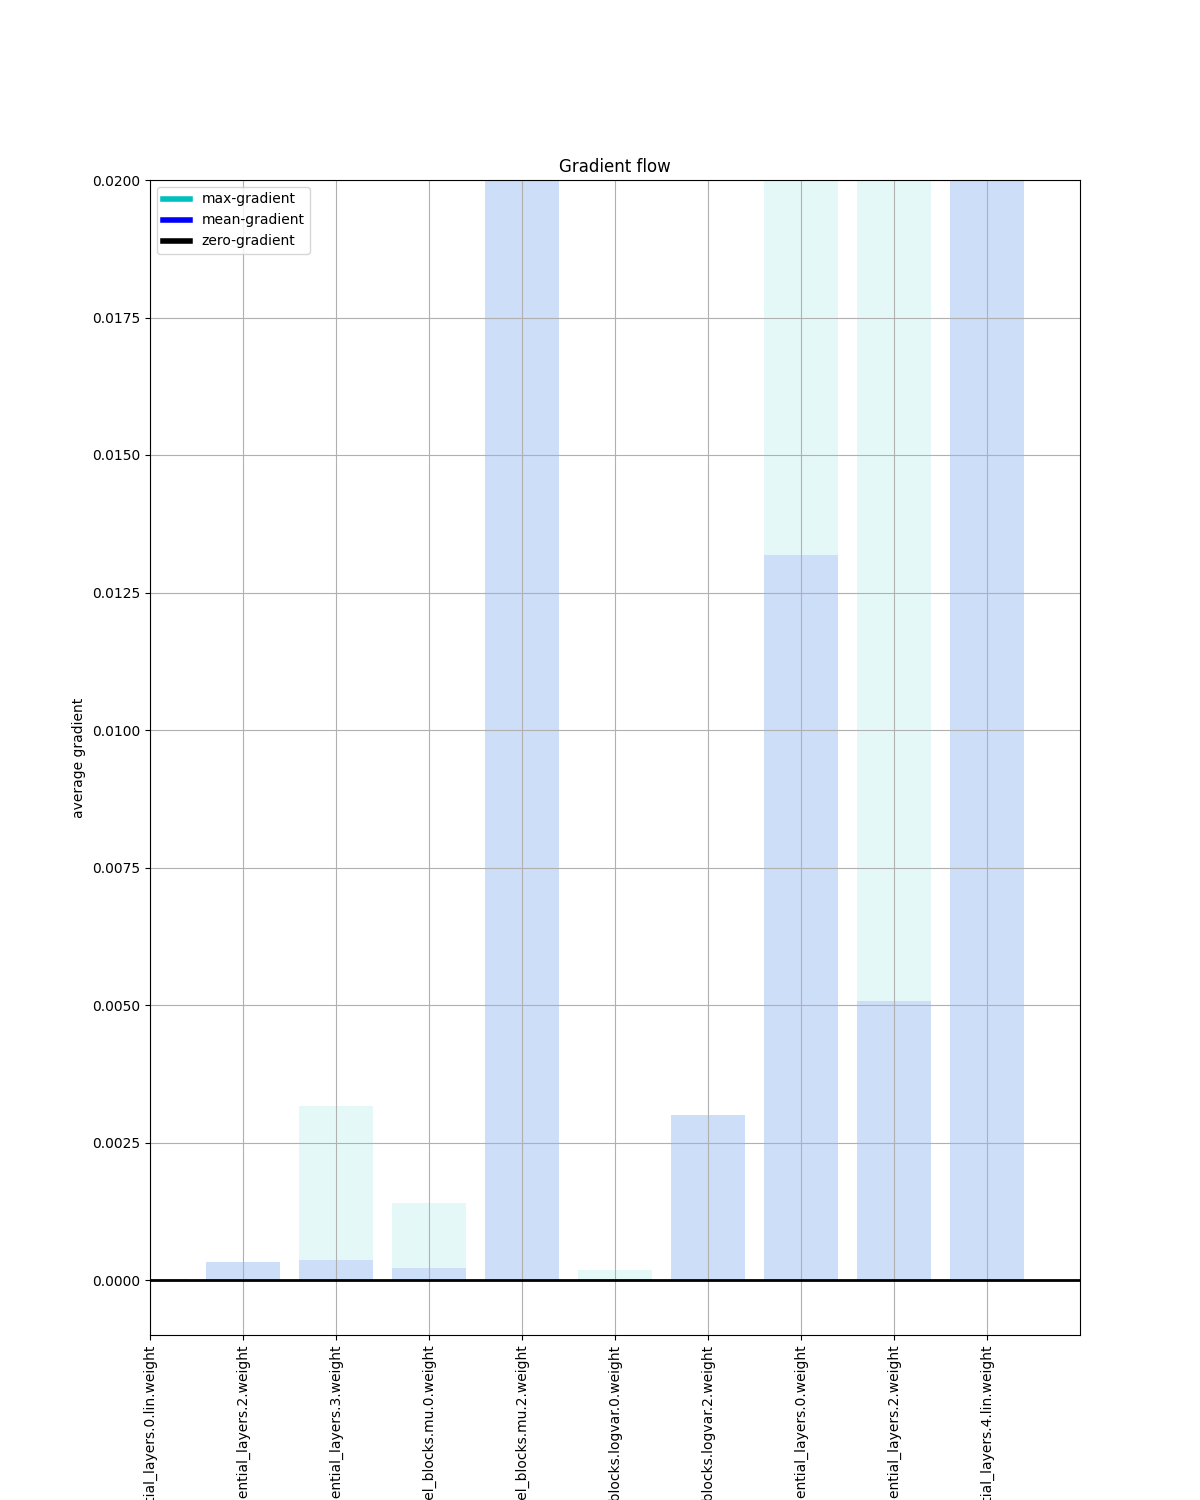 Gradient flow
max-gradient
mean-gradient
zero-gradient
average gradient
0.0200
0.0175
0.0150
0.0125
0.0100
0.0075
0.0050
0.0025
0.0000
tial_layers.0.lin.weight
ential_layers.2.weight
ential_layers.3.weight
el_blocks.mu.0.weight
el_blocks.mu.2.weight
blocks.logvar.0.weight
blocks.logvar.2.weight
ential_layers.0.weight
ential_layers.2.weight
tial_layers.4.lin.weight